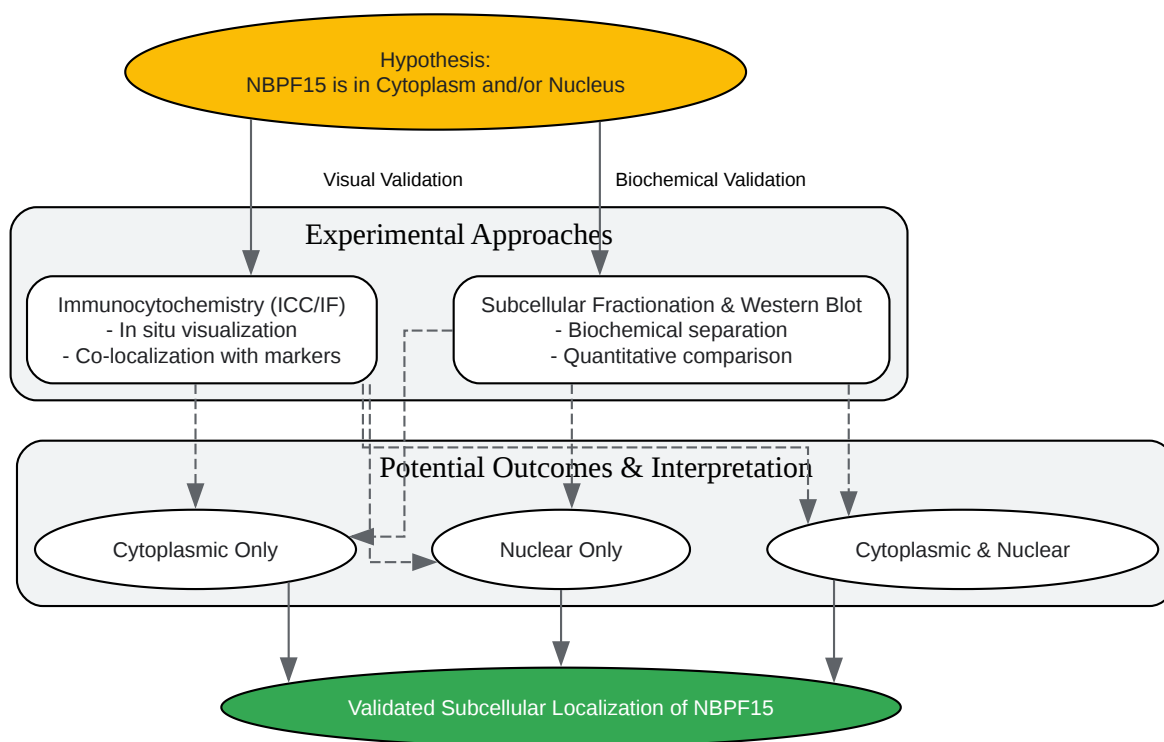 Hypothesis:
NBPF15 is in Cytoplasm and/or Nucleus
Visual Validation
Biochemical Validation
Experimental Approaches
Immunocytochemistry (ICC/IF)
- In situ visualization
- Co-localization with markers
Subcellular Fractionation & Western Blot
- Biochemical separation
- Quantitative comparison
Potential Outcomes & Interpretation
Cytoplasmic Only
Nuclear Only
Cytoplasmic & Nuclear
Validated Subcellular Localization of NBPF15